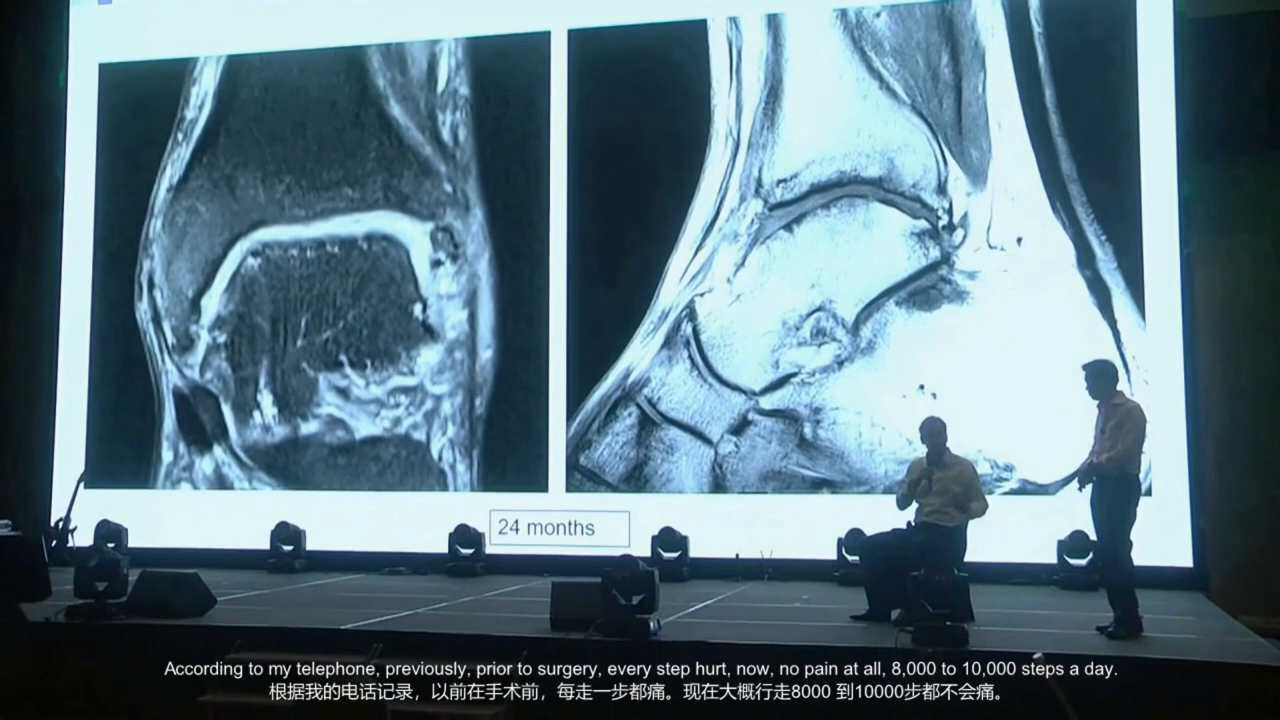 24 months
According to my telephone, previously, prior to surgery, every step hurt, now, no pain at all, 8,000 to 10,000 steps a day.
根据我的电话记录，以前在手术前，每走一步都痛。现在大概行走8000 到10000步都不会痛。